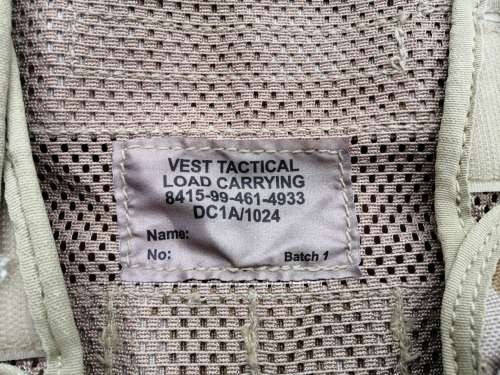 VEST TACTICAL
LOAD CARRYING
8415-99-461-4933
DC1A/1024
Name:
No: Batch 1